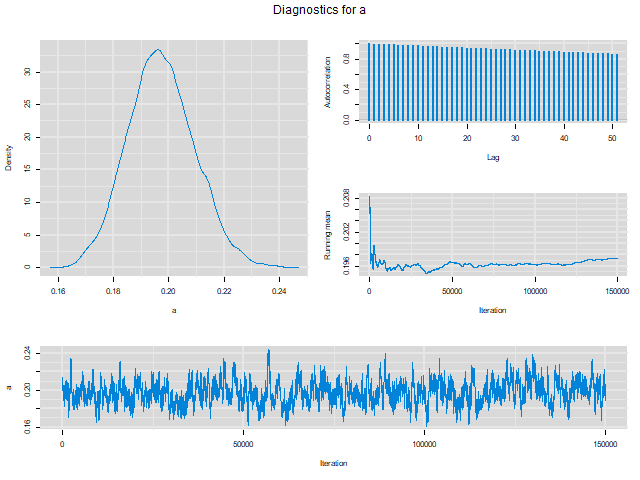 Diagnostics for a
Density
30
25
20
15
10
5
0
0.16 0.18 0.20 0.22 0.24
a
Autocorrelation
0.8
0.4
0.0
0 10 20 30 40 50
Lag
Running mean
0.208
0.202
0.196
0 50000 100000 150000
Iteration
a
0.24
0.20
0.16
0 50000 100000 150000
Iteration